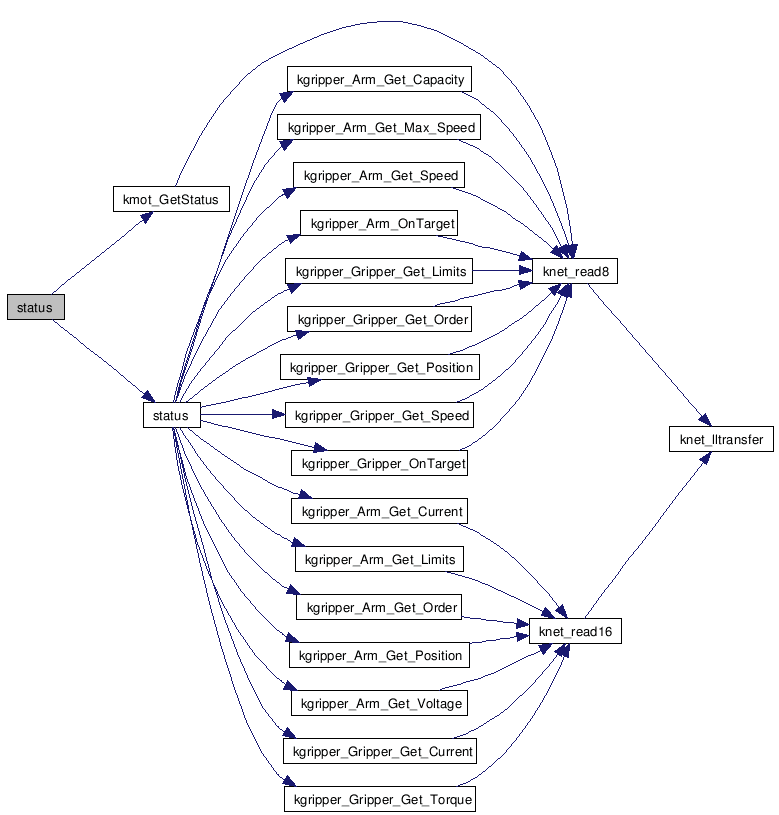 kgripper_Arm_Get_Capacity
kgripper_Arm_Get_Max_Speed
kgripper_Arm_Get_Speed
kmot_GetStatus
kgripper_Arm_OnTarget
kgripper_Gripper_Get_Limits
knet_read8
status
kgripper_Gripper_Get_Order
kgripper_Gripper_Get_Position
status
kgripper_Gripper_Get_Speed
knet_lltransfer
kgripper_Gripper_OnTarget
kgripper_Arm_Get_Current
kgripper_Arm_Get_Limits
kgripper_Arm_Get_Order
knet_read16
kgripper_Arm_Get_Position
kgripper_Arm_Get_Voltage
kgripper_Gripper_Get_Current
kgripper_Gripper_Get_Torque